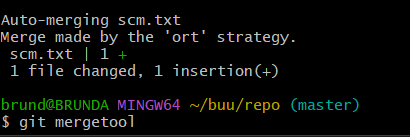 Auto-merging scm.txt
Merge made by the 'ort' strategy.
 scm.txt | 1 +
 1 file changed, 1 insertion(+)
brund@BRUNDA MINGW64 ~/buu/repo (master)
$ git mergetool